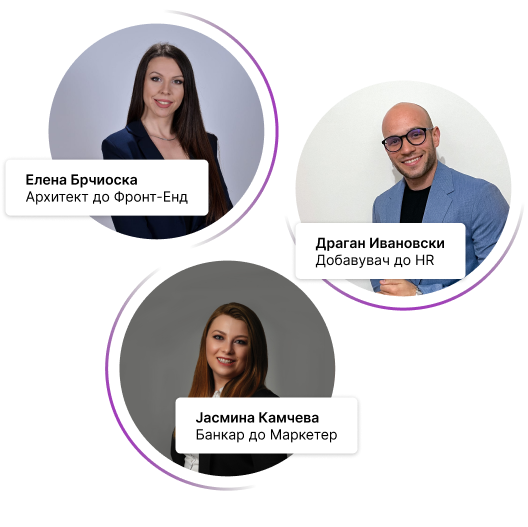 Елена Брчиоска
Архитект до Фронт-Енд
Драган Ивановски
Добавувач до HR
Јасмина Камчева
Банкар до Маркетер